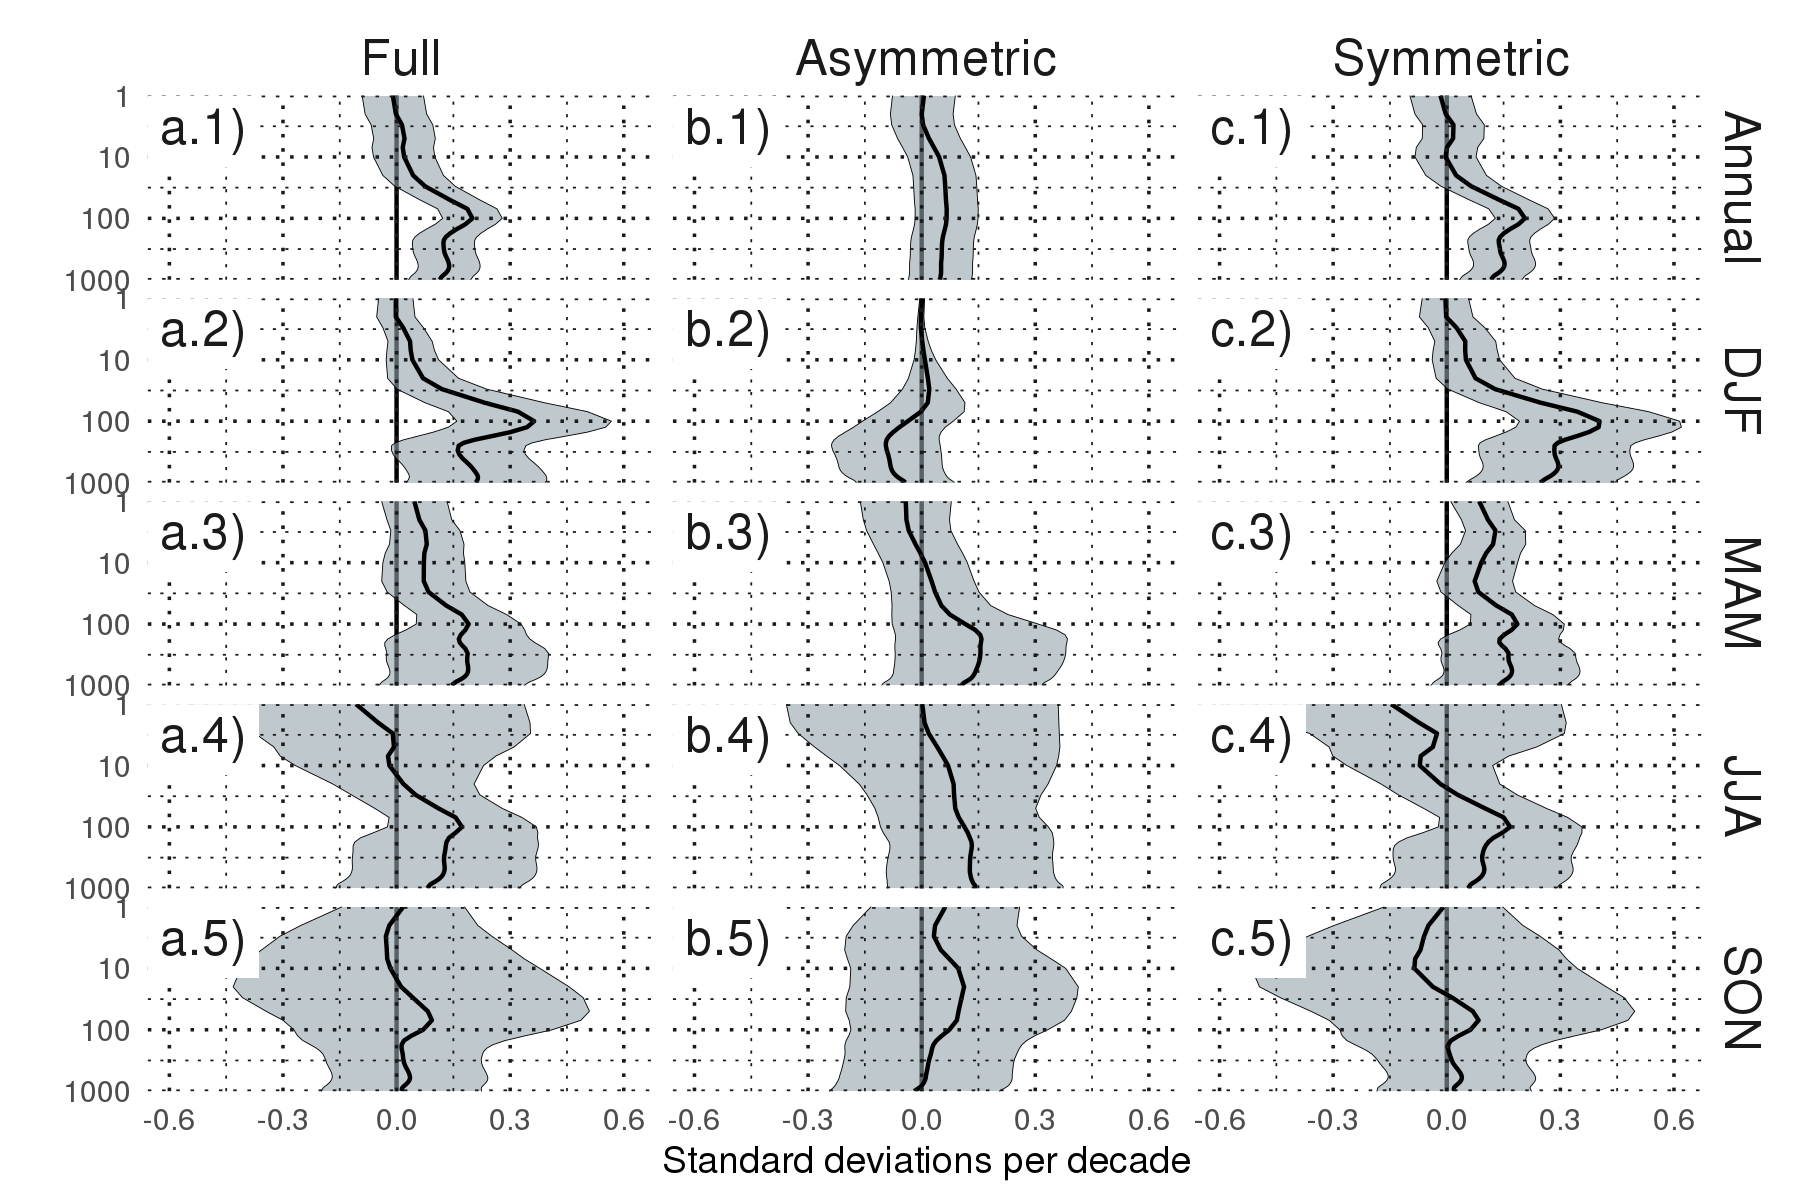 Full Asymmetric Symmetric
1
a.1) b.1) c.1) Annual
10
100
1000
1
a.2) b.2) c.2) DJF
10
100
1000
1
a.3) b.3) c.3) MAM
10
100
1000
1
a.4) b.4) c.4) JJA
10
100
1000
1
a.5) b.5) c.5) SON
10
100
1000
-0.6 -0.3 0.0 0.3 0.6 -0.6 -0.3 0.0 0.3 0.6 -0.6 -0.3 0.0 0.3 0.6
Standard deviations per decade